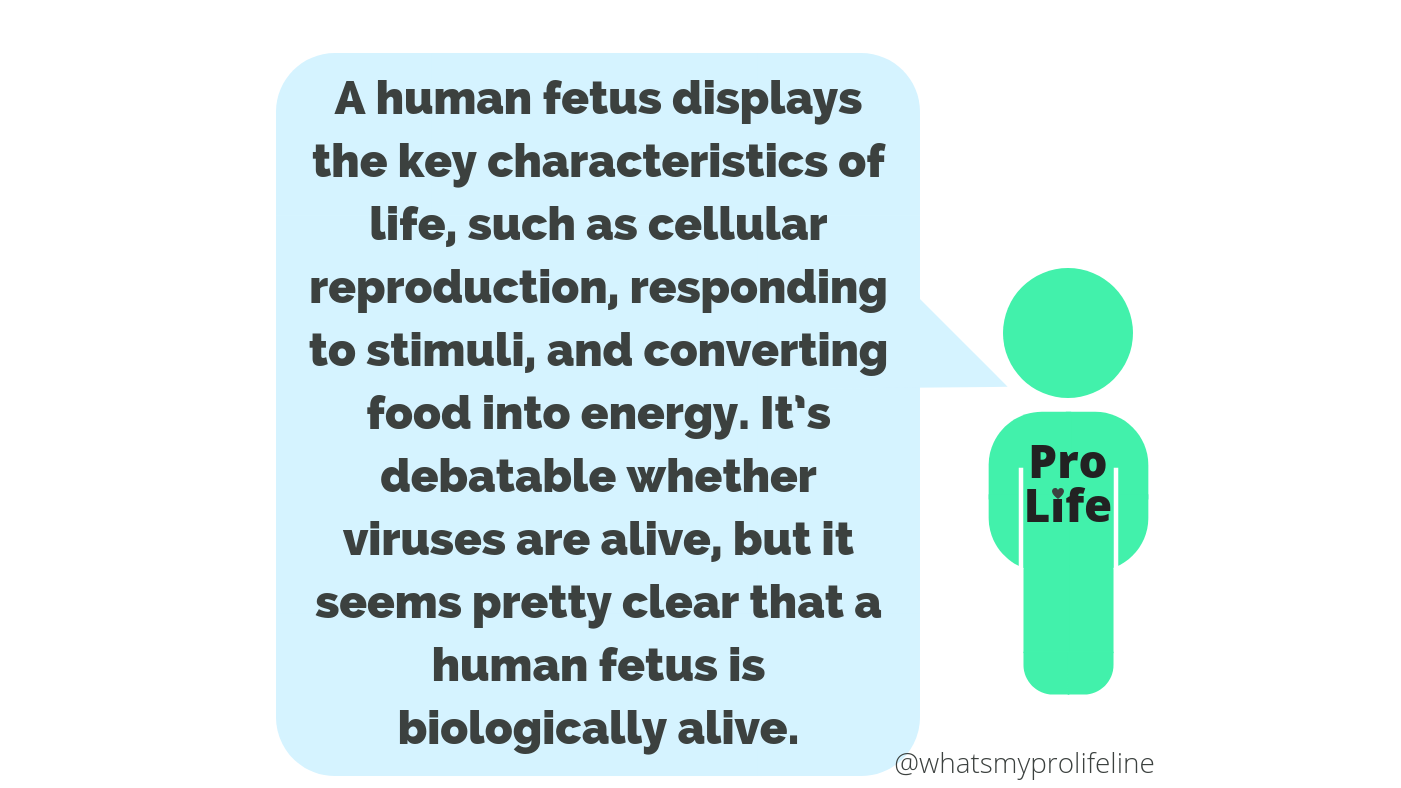 A human fetus displays
the key characteristics of
life, such as cellular
reproduction, responding
to stimuli, and converting
food into energy. It’s
debatable whether
viruses are alive, but it
seems pretty clear that a
human fetus is
biologically alive.
Pro
Life
@whatsmyprolifeline